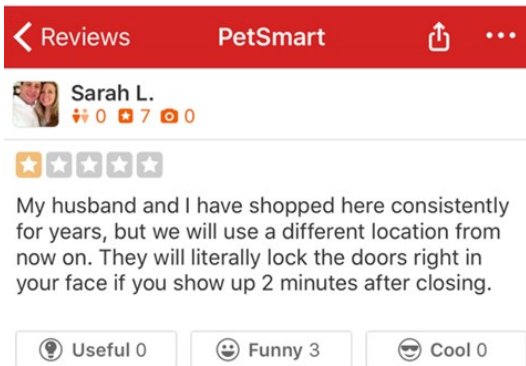 Reviews PetSmart
Sarah L.
0 7 0
My husband and I have shopped here consistently
for years, but we will use a different location from
now on. They will literally lock the doors right in
your face if you show up 2 minutes after closing.
Useful 0 Funny 3 Cool 0